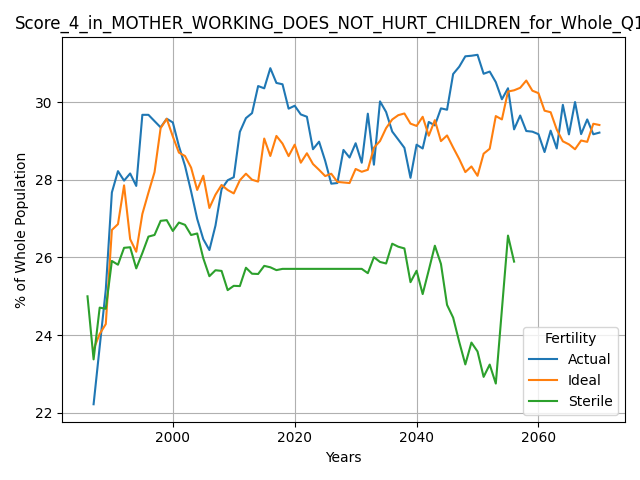 Score_4_in_MOTHER_WORKING_DOES_NOT_HURT_CHILDREN_for_Whole_Q1
% of Whole Population
30
28
26
24
22
2000
2020
2040
2060
Years
Fertility
Actual
Ideal
Sterile